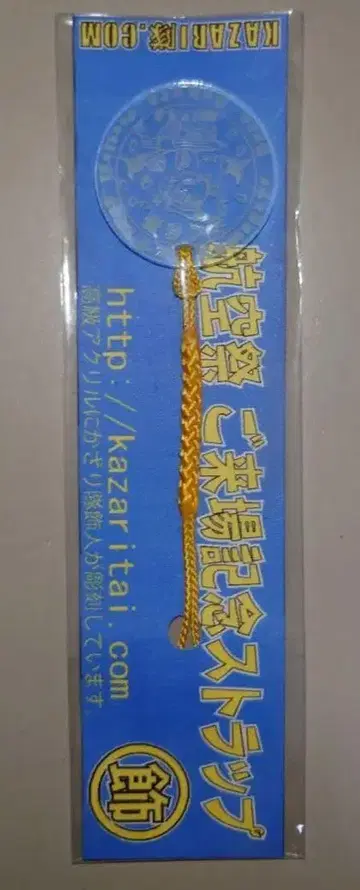 KAZARI隊.COM
航空祭 ご来場記念ストラップ
http://kazaritai.com
高級アクリルにかざり隊飾人が彫刻しています。
飾